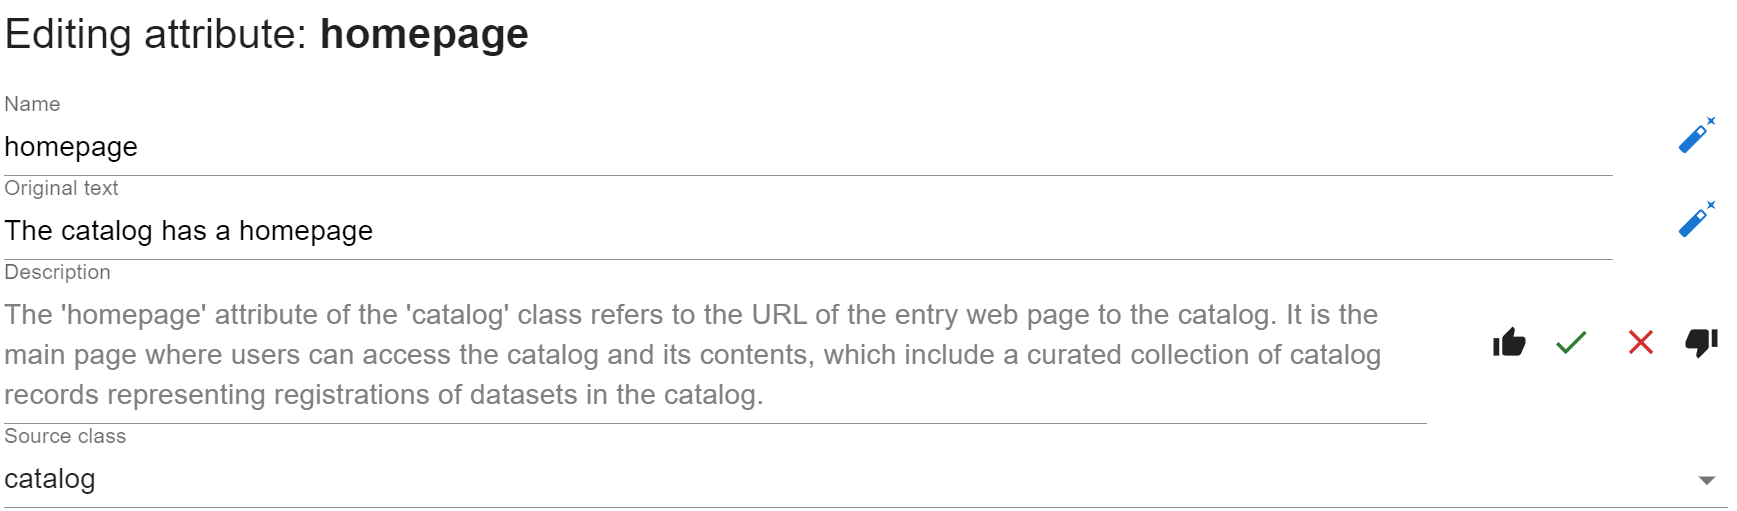 Editing attribute: homepage
Name
homepage
Original text
The catalog has a homepage
Description
The 'homepage' attribute of the 'catalog' class refers to the URL of the entry web page to the catalog. It is the
main page where users can access the catalog and its contents, which include a curated collection of catalog
records representing registrations of datasets in the catalog.
Source class
catalog